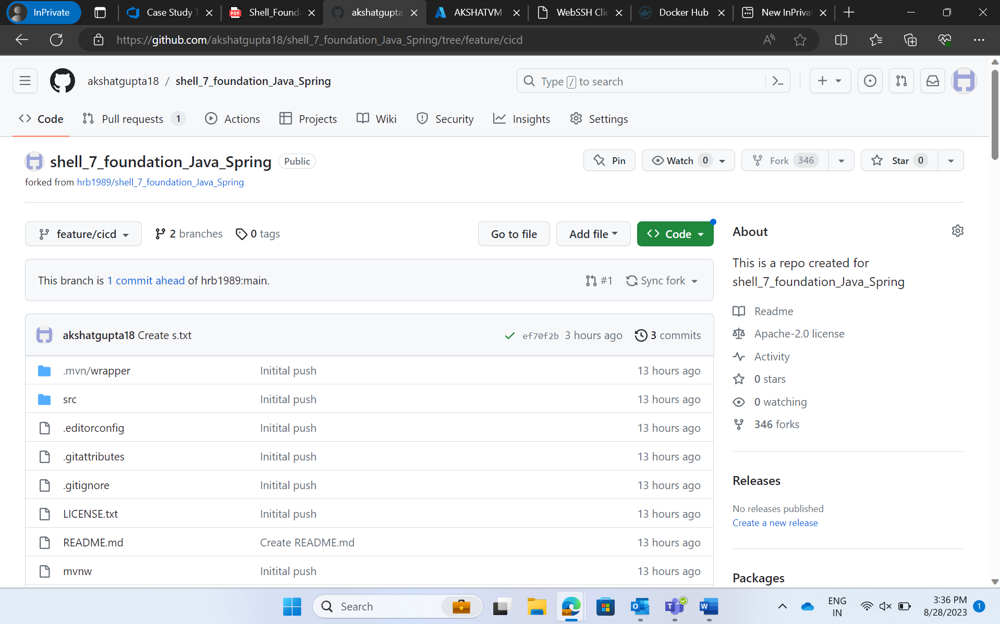 InPrivate
Case Study T
Shell_Founda
akshatgupta
AKSHATVM
WebSSH Clie
Docker Hub
New InPrivat
https://github.com/akshatgupta18/shell_7_foundation_Java_Spring/tree/feature/cicd
akshatgupta18 / shell_7_foundation_Java_Spring
Type / to search
Code
Pull requests 1
Actions
Projects
Wiki
Security
Insights
Settings
shell_7_foundation_Java_Spring Public
Pin
Watch 0
Fork 346
Star 0
forked from hrb1989/shell_7_foundation_Java_Spring
feature/cicd
2 branches
0 tags
Go to file
Add file
Code
This branch is 1 commit ahead of hrb1989:main.
#1
Sync fork
akshatgupta18 Create s.txt
ef70f2b 3 hours ago
3 commits
.mvn/wrapper Initital push 13 hours ago
src Initital push 13 hours ago
.editorconfig Initital push 13 hours ago
.gitattributes Initital push 13 hours ago
.gitignore Initital push 13 hours ago
LICENSE.txt Initital push 13 hours ago
README.md Create README.md 13 hours ago
mvnw Initital push 13 hours ago
About
This is a repo created for
shell_7_foundation_Java_Spring
Readme
Apache-2.0 license
Activity
0 stars
0 watching
346 forks
Releases
No releases published
Create a new release
Packages
Search
ENG
IN
3:36 PM
8/28/2023
1